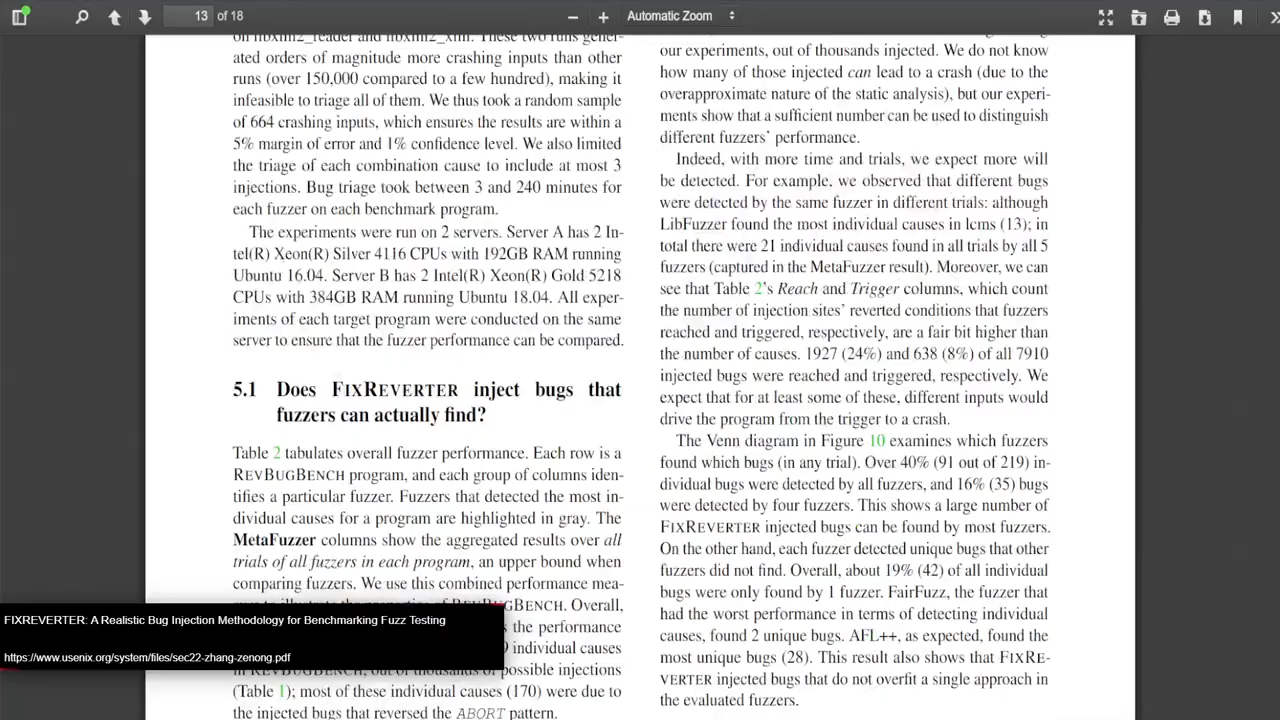 13 of 18
Automatic Zoom
on libxml2_reader and libxml2_xml. These two runs gener-
ated orders of magnitude more crashing inputs than other
runs (over 150,000 compared to a few hundred), making it
infeasible to triage all of them. We thus took a random sample
of 664 crashing inputs, which ensures the results are within a
5% margin of error and 1% confidence level. We also limited
the triage of each combination cause to include at most 3
injections. Bug triage took between 3 and 240 minutes for
each fuzzer on each benchmark program.
The experiments were run on 2 servers. Server A has 2 In-
tel(R) Xeon(R) Silver 4116 CPUs with 192GB RAM running
Ubuntu 16.04. Server B has 2 Intel(R) Xeon(R) Gold 5218
CPUs with 384GB RAM running Ubuntu 18.04. All exper-
iments of each target program were conducted on the same
server to ensure that the fuzzer performance can be compared.
5.1 Does FIXREVERTER inject bugs that
fuzzers can actually find?
Table 2 tabulates overall fuzzer performance. Each row is a
REVBUGBENCH program, and each group of columns iden-
tifies a particular fuzzer. Fuzzers that detected the most in-
dividual causes for a program are highlighted in gray. The
MetaFuzzer columns show the aggregated results over all
trials of all fuzzers in each program, an upper bound when
comparing fuzzers. We use this combined performance mea-
BENCH. Overall,
the performance
individual causes
possible injections
(Table 1); most of these individual causes (170) were due to
the injected bugs that reversed the ABORT pattern.
our experiments, out of thousands injected. We do not know
how many of those injected can lead to a crash (due to the
overapproximate nature of the static analysis), but our experi-
ments show that a sufficient number can be used to distinguish
different fuzzers' performance.
Indeed, with more time and trials, we expect more will
be detected. For example, we observed that different bugs
were detected by the same fuzzer in different trials: although
LibFuzzer found the most individual causes in lcms (13); in
total there were 21 individual causes found in all trials by all 5
fuzzers (captured in the MetaFuzzer result). Moreover, we can
see that Table 2's Reach and Trigger columns, which count
the number of injection sites' reverted conditions that fuzzers
reached and triggered, respectively, are a fair bit higher than
the number of causes. 1927 (24%) and 638 (8%) of all 7910
injected bugs were reached and triggered, respectively. We
expect that for at least some of these, different inputs would
drive the program from the trigger to a crash.
The Venn diagram in Figure 10 examines which fuzzers
found which bugs (in any trial). Over 40% (91 out of 219) in-
dividual bugs were detected by all fuzzers, and 16% (35) bugs
were detected by four fuzzers. This shows a large number of
FIXREVERTER injected bugs can be found by most fuzzers.
On the other hand, each fuzzer detected unique bugs that other
fuzzers did not find. Overall, about 19% (42) of all individual
bugs were only found by 1 fuzzer. FairFuzz, the fuzzer that
had the worst performance in terms of detecting individual
causes, found 2 unique bugs. AFL++, as expected, found the
most unique bugs (28). This result also shows that FIXRE-
VERTER injected bugs that do not overfit a single approach in
the evaluated fuzzers.
FIXREVERTER: A Realistic Bug Injection Methodology for Benchmarking Fuzz Testing
https://www.usenix.org/system/files/sec22-zhang-zenong.pdf